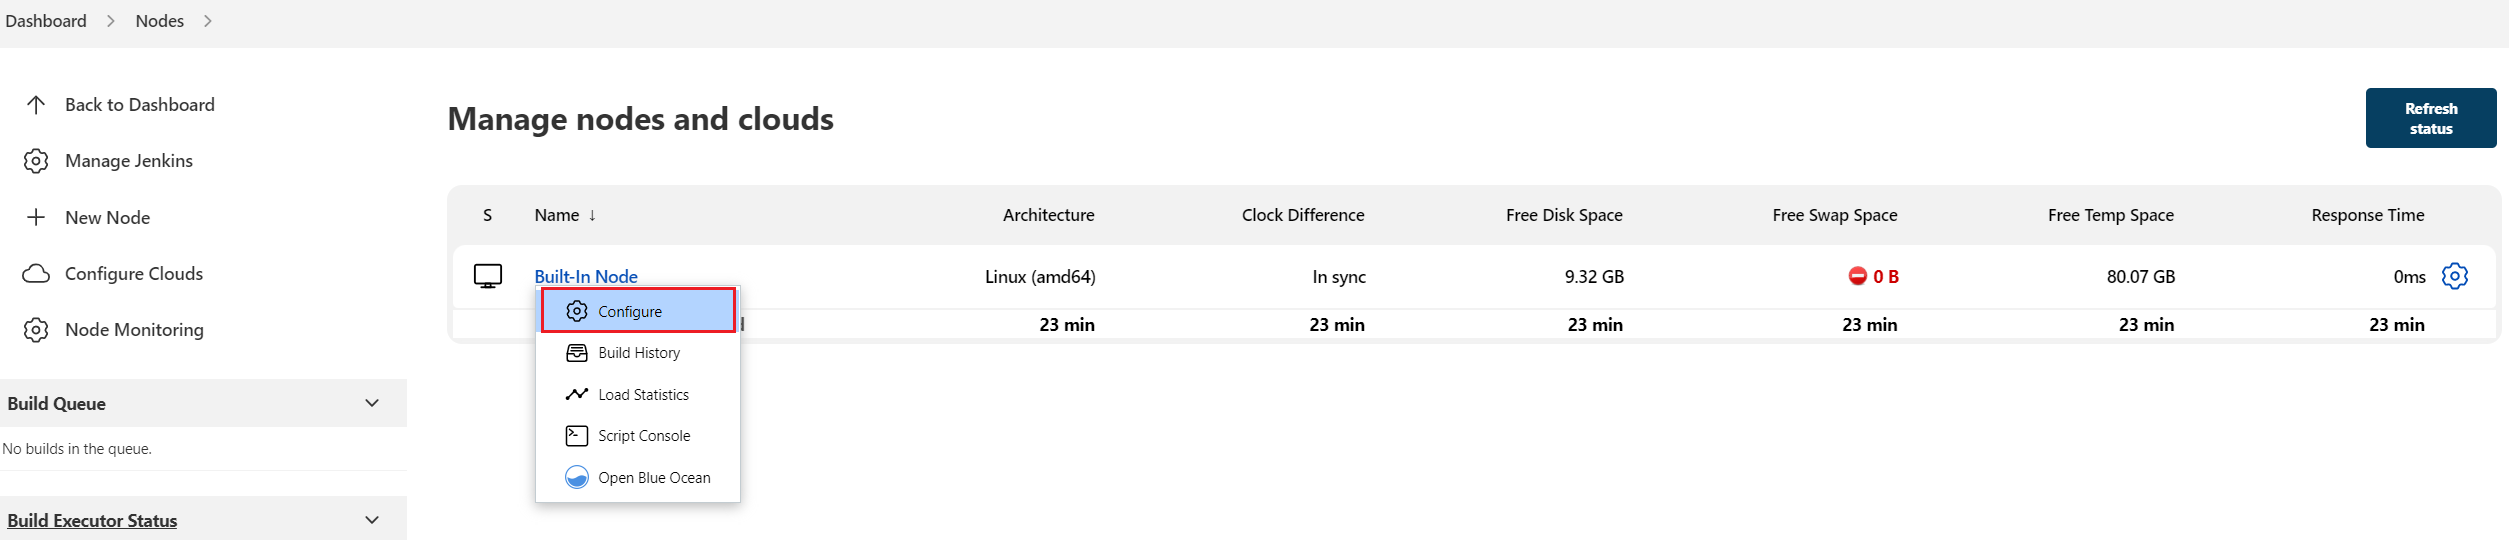 Dashboard > Nodes >
Back to Dashboard
Manage Jenkins
New Node
Configure Clouds
Node Monitoring
Build Queue
No builds in the queue.
Build Executor Status
Manage nodes and clouds
Refresh
status
S Name ↓ Architecture Clock Difference Free Disk Space Free Swap Space Free Temp Space Response Time
Built-In Node Linux (amd64) In sync 9.32 GB 0 B 80.07 GB 0ms
23 min 23 min 23 min 23 min 23 min 23 min
Configure
Build History
Load Statistics
Script Console
Open Blue Ocean